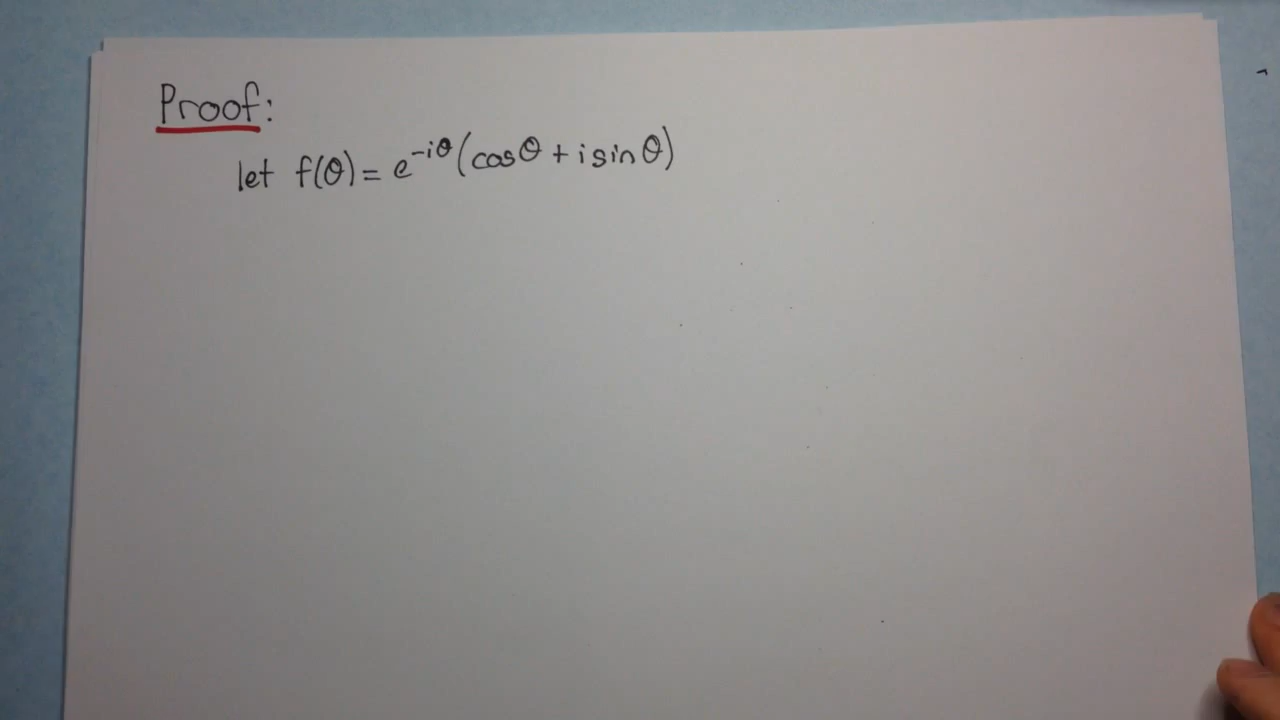 Proof:
let f(θ) = e^{-iθ}(cosθ + i sinθ)